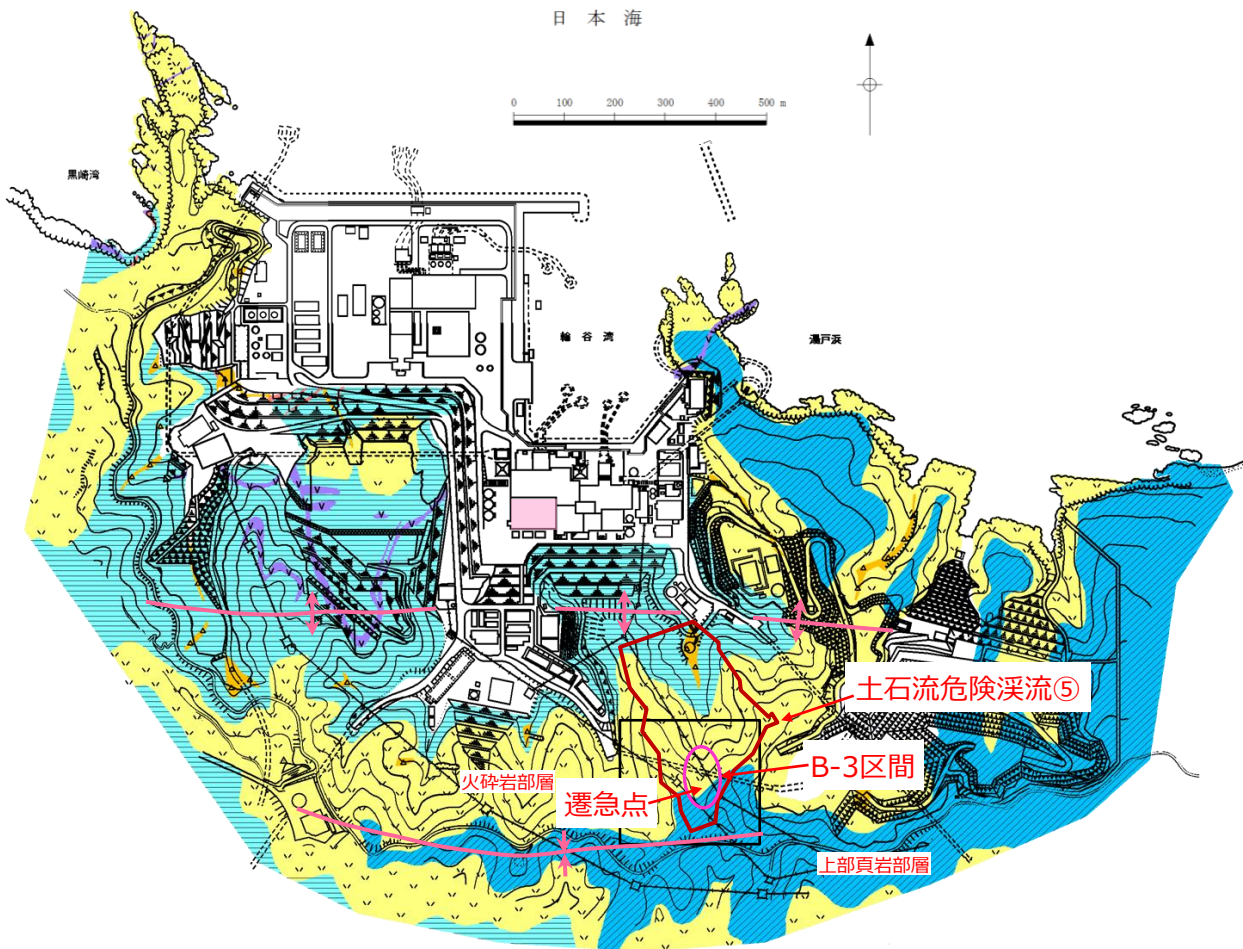 日本海
0 100 200 300 400 500 m
黒崎湾
輪谷湾
湯戸浜
土石流危険渓流⑤
B-3区間
火砕岩部層
遷急点
上部頁岩部層